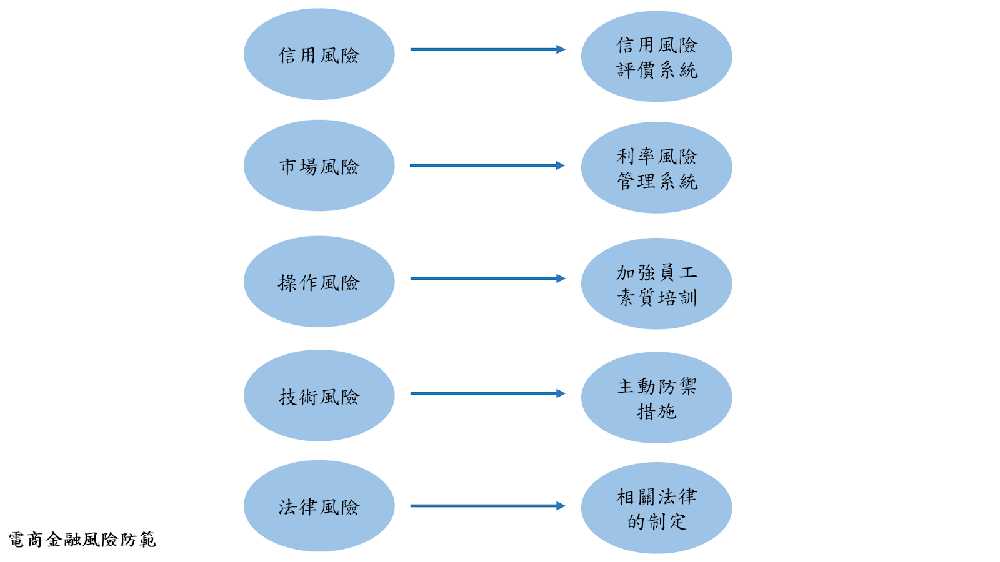 信用風險
信用風險
評價系統
市場風險
利率風險
管理系統
操作風險
加強員工
素質培訓
技術風險
主動防禦
措施
法律風險
相關法律
的制定
電商金融風險防範